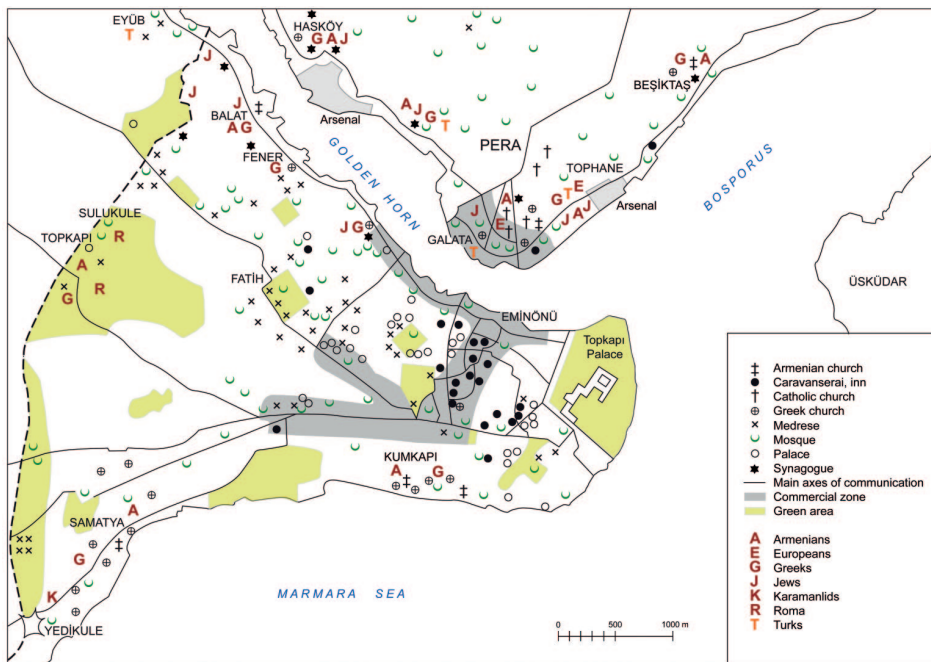 EYÜB
T
HASKÖY
G A J
J
J
J
BALAT
A G
FENER
G
Arsenal
A J
G
T
G A
BEŞİKTAŞ
PERA
GOLDEN HORN
BOSPORUS
TOPHANE
T E
G
J A J
Arsenal
A
J
E
GALATA
T
J G
SULUKULE
R
TOPKAPI
A
R
G
FATİH
ÜSKÜDAR
EMİNÖNÜ
Topkapı
Palace
KUMKAPI
A
G
SAMATYA
A
G
K
YEDİKULE
MARMARA SEA
0
500
1000 m
Armenian church
Caravanserai, inn
Catholic church
Greek church
Medrese
Mosque
Palace
Synagogue
Main axes of communication
Commercial zone
Green area
A Armenians
E Europeans
G Greeks
J Jews
K Karamanlids
R Roma
T Turks